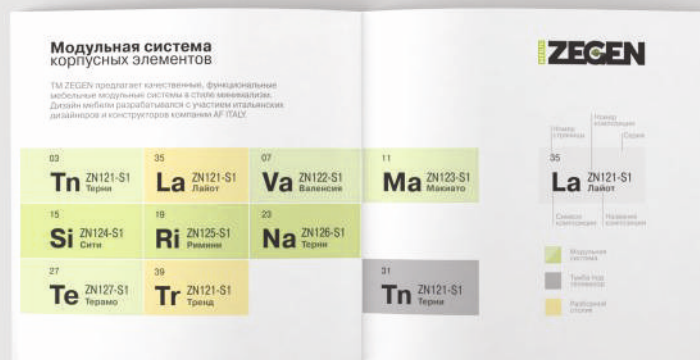 Модульная система
корпусных элементов
ZEGEN
ТМ ZEGEN предлагает качественные, функциональные
мебельные модульные системы в стиле минимализм.
Дизайн мебели разрабатывался с участием итальянских
дизайнеров и конструкторов компании AF ITALY.
03
Tn ZN121-S1
Терни
35
La ZN121-S1
Лайот
07
Va ZN122-S1
Валенсия
11
Ma ZN123-S1
Макиато
15
Si ZN124-S1
Сити
19
Ri ZN125-S1
Римини
23
Na ZN126-S1
Терни
27
Te ZN127-S1
Терамо
39
Tr ZN121-S1
Тренд
31
Tn ZN121-S1
Терни
Номер
композиции
Номер
страницы
Серия
35
La ZN121-S1
Лайот
Символ
композиции
Название
композиции
Модульная
система
Тумба под
телевизор